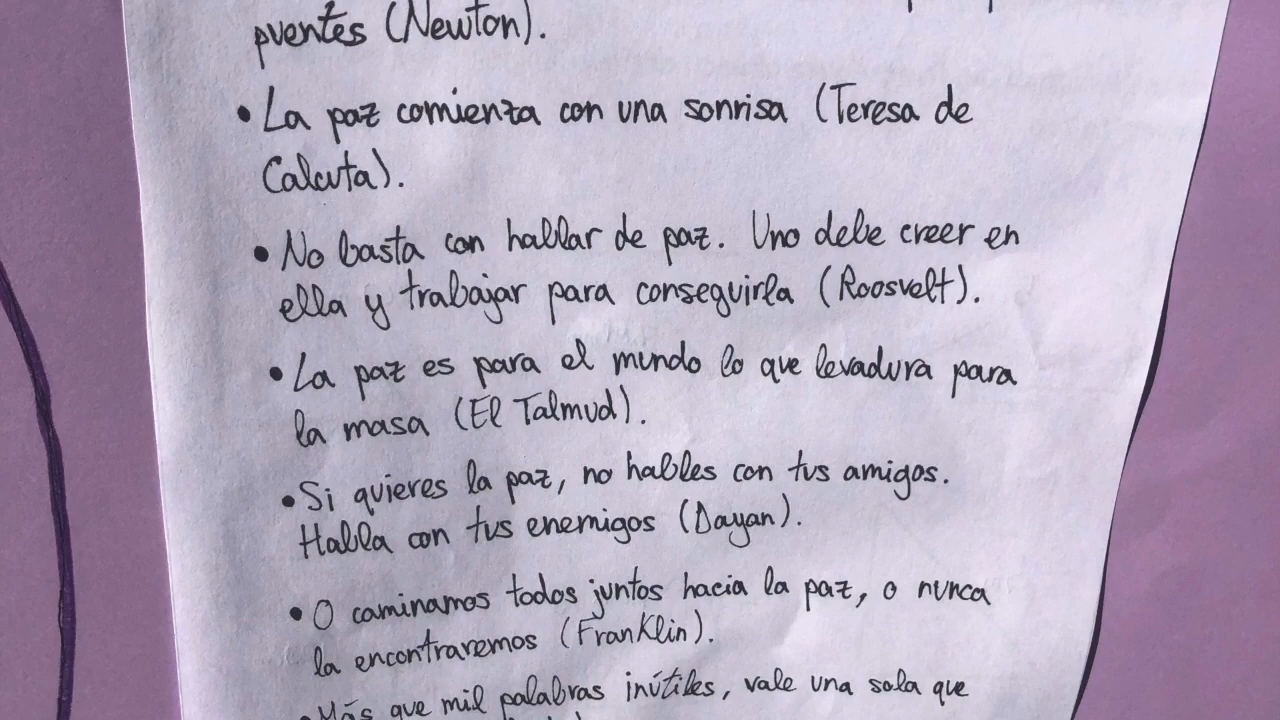 puentes (Newton).
• La paz comienza con una sonrisa (Teresa de
Calcuta).
• No basta con hablar de paz. Uno debe creer en
ella y trabajar para conseguirla (Roosvelt).
• La paz es para el mundo lo que levadura para
la masa (El Talmud).
• Si quieres la paz, no hables con tus amigos.
Habla con tus enemigos (Dayan).
• O caminamos todos juntos hacia la paz, o nunca
la encontraremos (Franklin).
• Más que mil palabras inútiles, vale una sola que